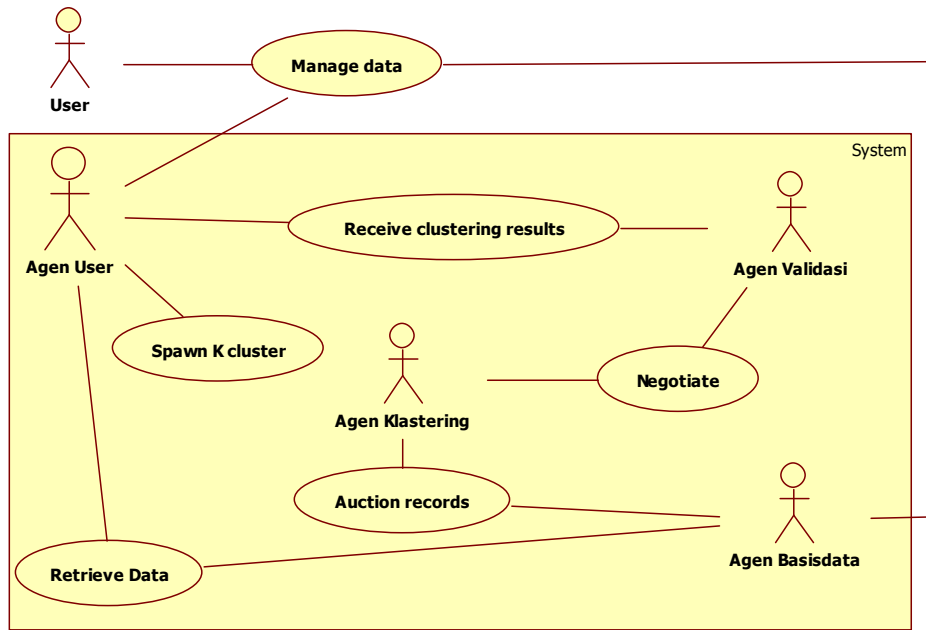 Manage data
User
System
Receive clustering results
Agen User
Agen Validasi
Spawn K cluster
Negotiate
Agen Klastering
Auction records
Agen Basisdata
Retrieve Data